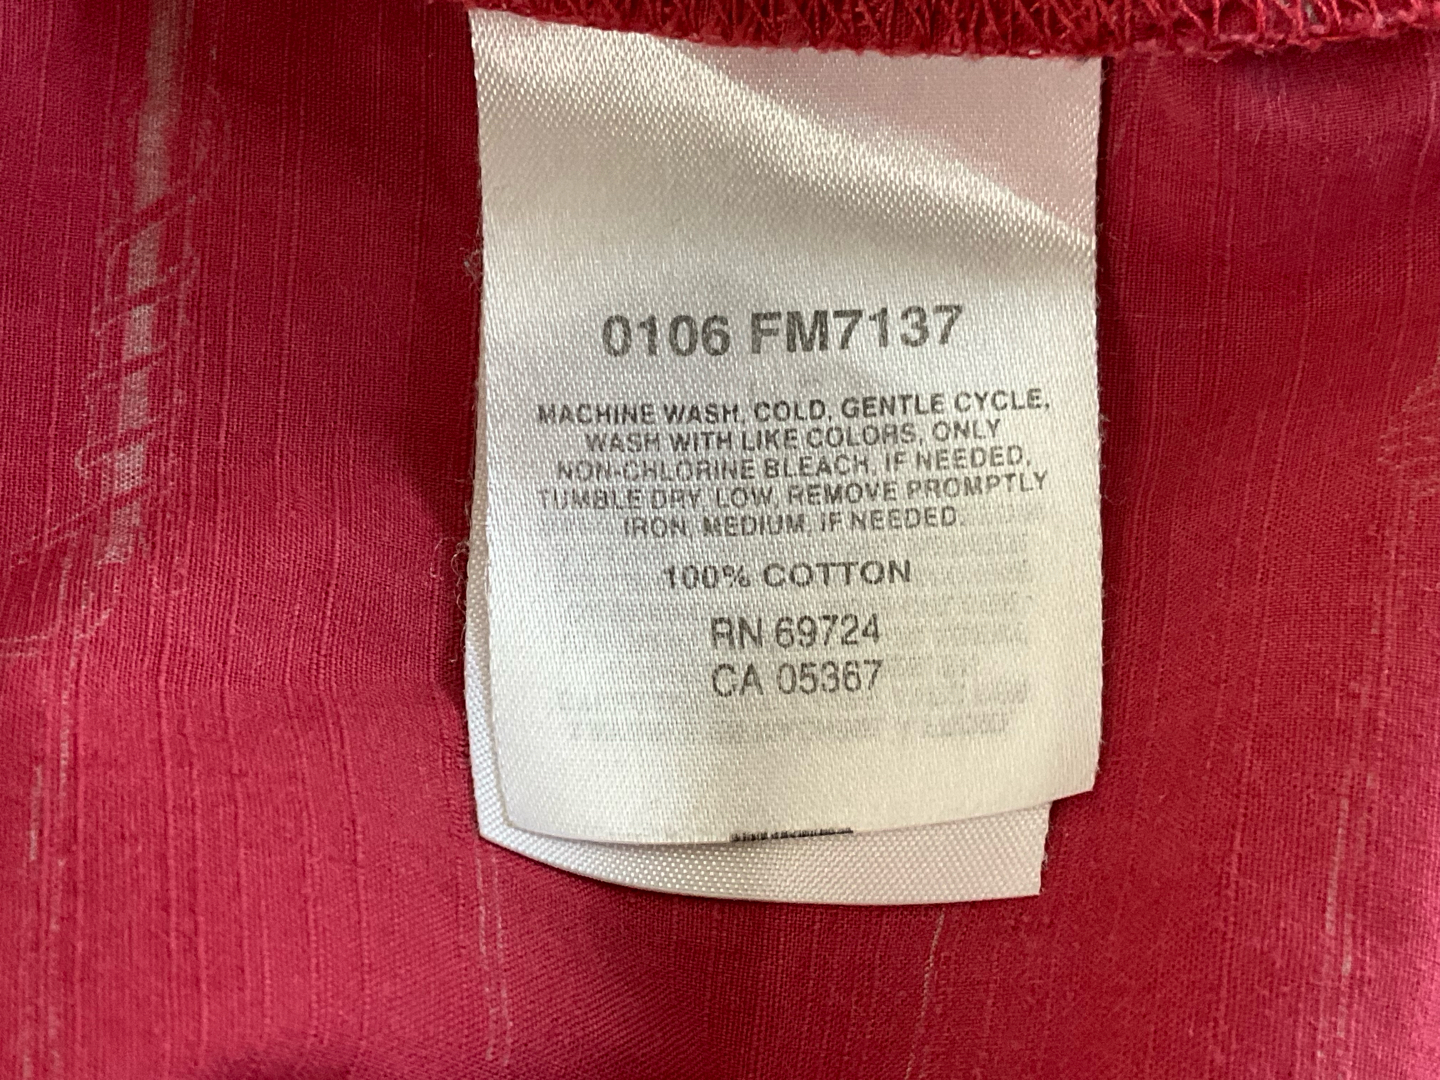 0106 FM7137
MACHINE WASH, COLD, GENTLE CYCLE,
WASH WITH LIKE COLORS, ONLY
NON-CHLORINE BLEACH, IF NEEDED,
TUMBLE DRY, LOW, REMOVE PROMPTLY
IRON, MEDIUM, IF NEEDED.
100% COTTON
RN 69724
CA 05367